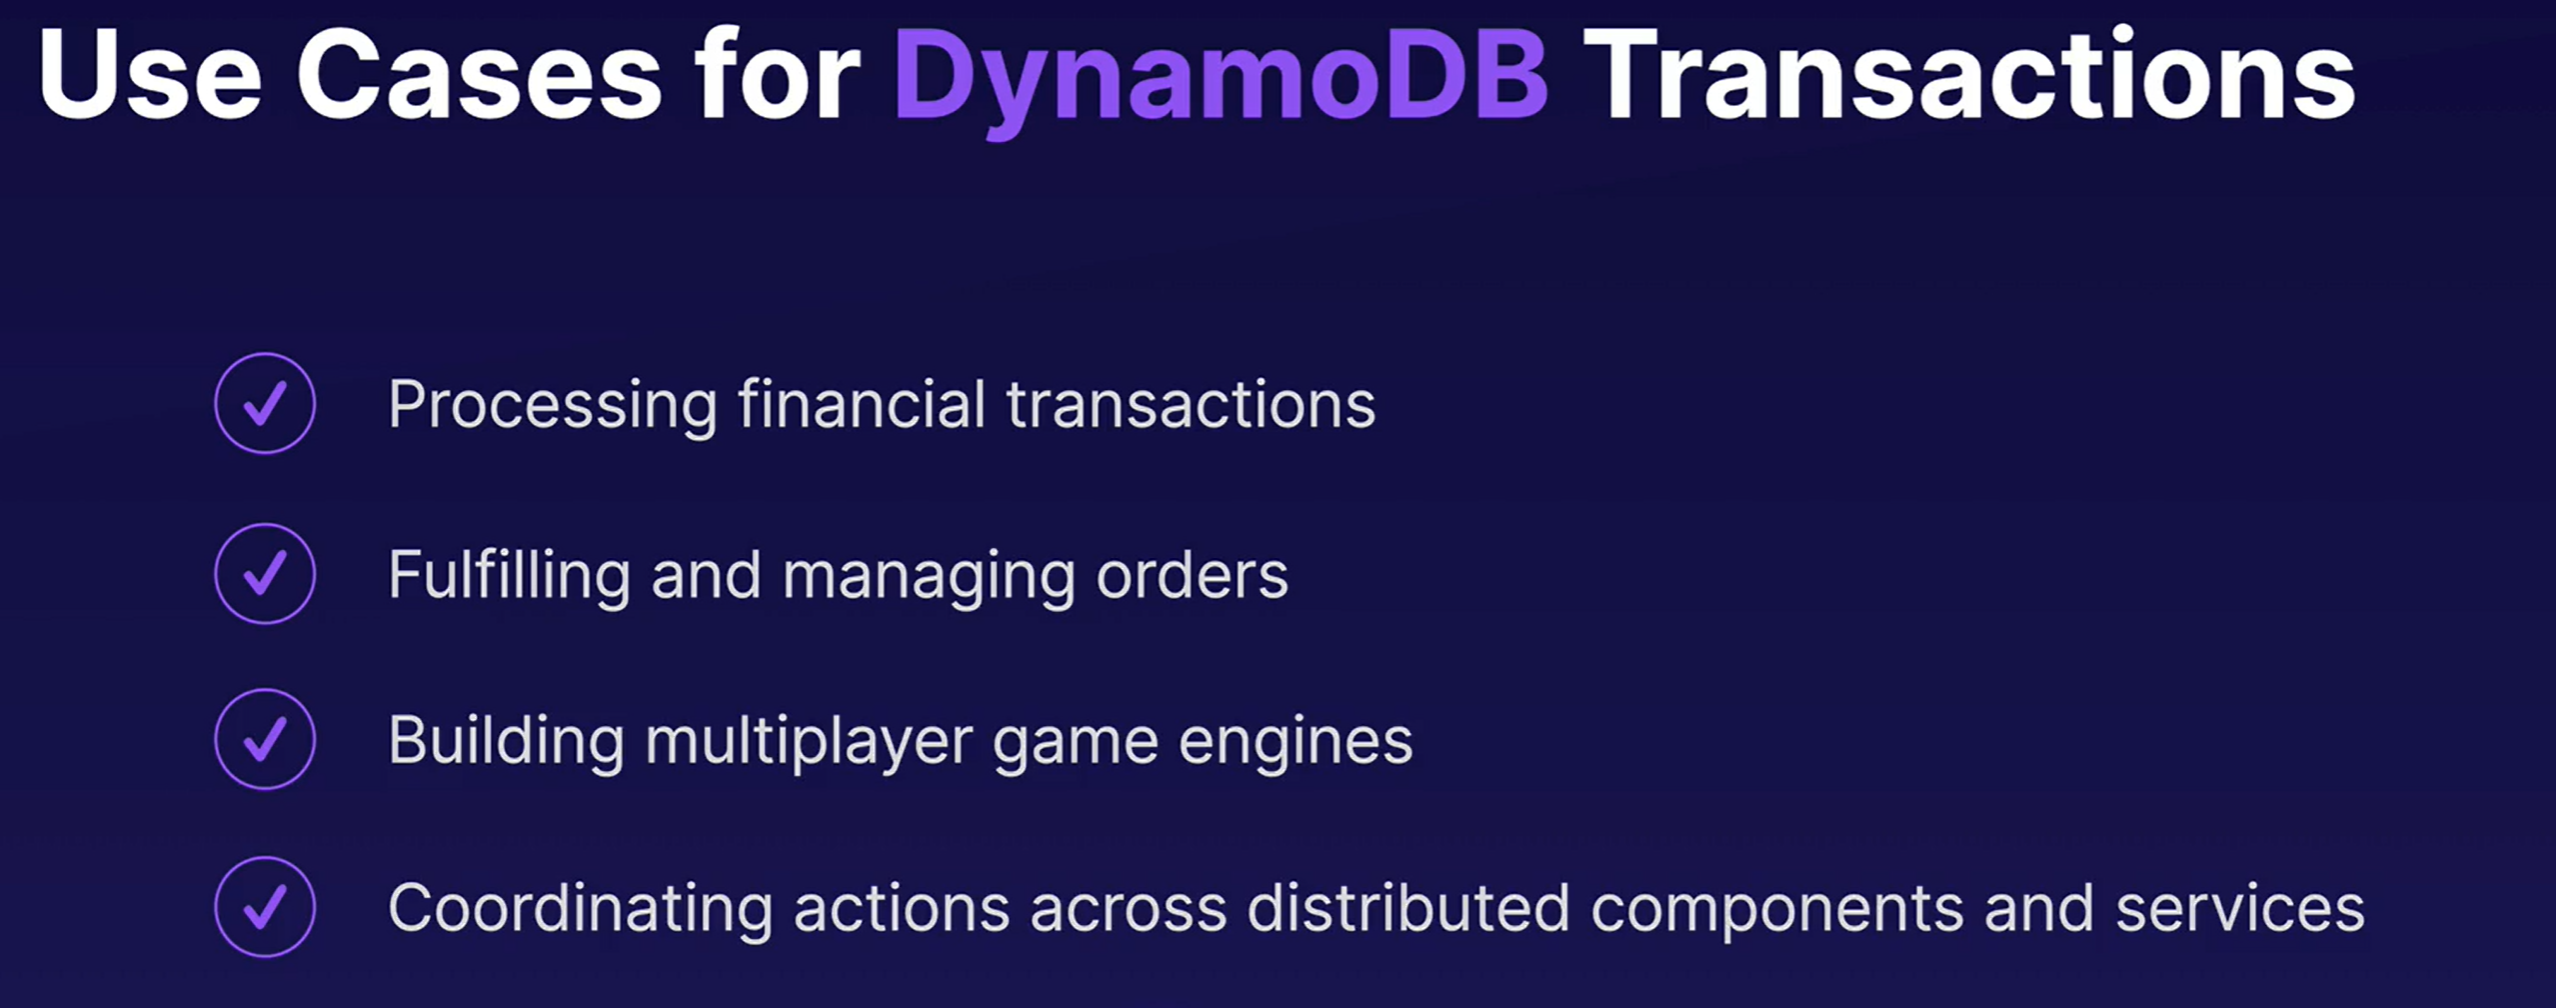 Use Cases for DynamoDB Transactions
Processing financial transactions
Fulfilling and managing orders
Building multiplayer game engines
Coordinating actions across distributed components and services